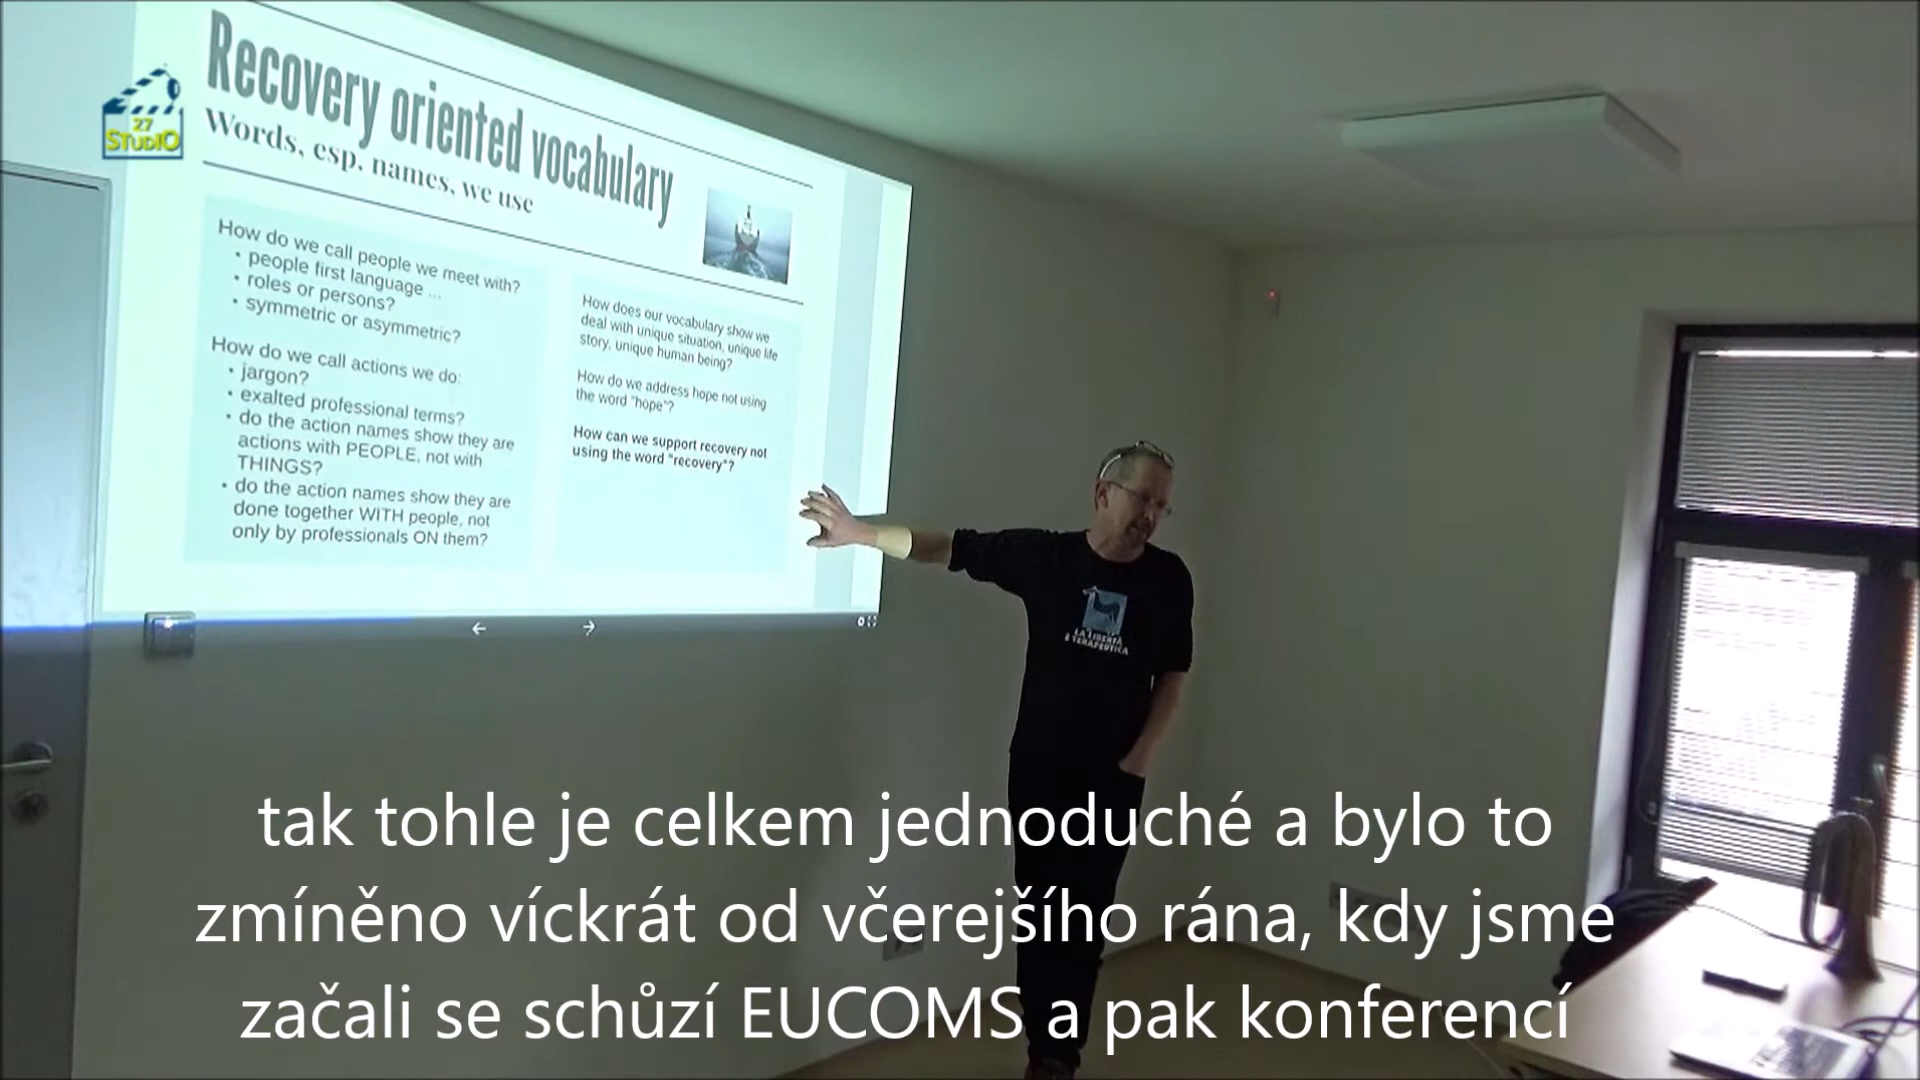 27
STUDIO
Recovery oriented vocabulary
Words, esp. names, we use
How do we call people we meet with?
• people first language ...
• roles or persons?
• symmetric or asymmetric?
How do we call actions we do:
• jargon?
• exalted professional terms?
• do the action names show they are
actions with PEOPLE, not with
THINGS?
• do the action names show they are
done together WITH people, not
only by professionals ON them?
How does our vocabulary show we
deal with unique situation, unique life
story, unique human being?
How do we address hope not using
the word "hope"?
How can we support recovery not
using the word "recovery"?
LA LIBERTÀ
È TERAPEUTICA
tak tohle je celkem jednoduché a bylo to
zmíněno víckrát od včerejšího rána, kdy jsme
začali se schůzí EUCOMS a pak konferencí